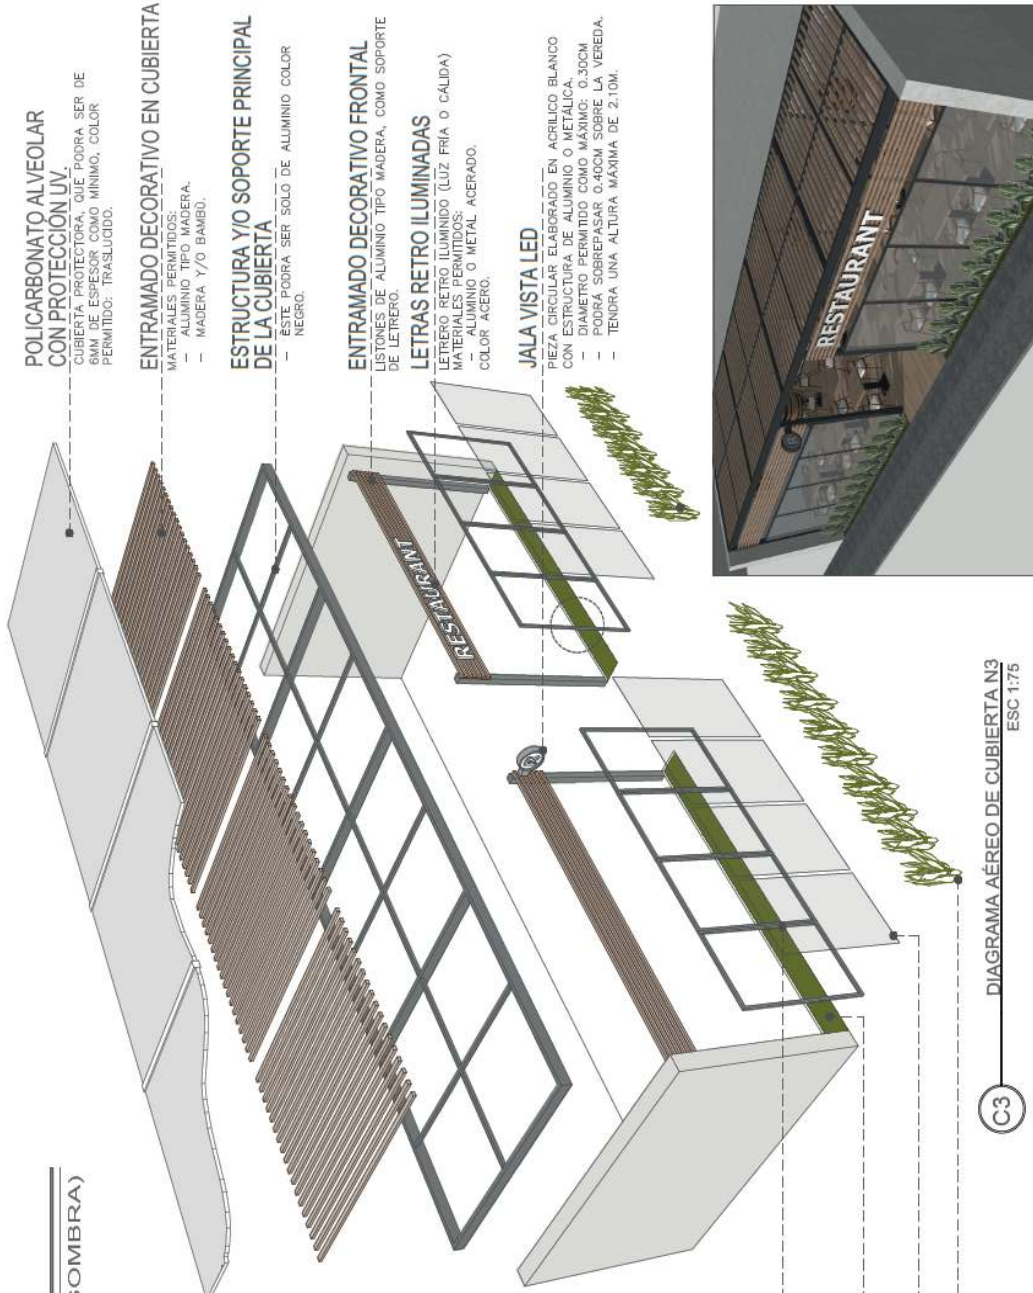 SOMBRA)
POLICARBONATO ALVEOLAR
CON PROTECCIÓN UV.
CUBIERTA PROTECTORA, QUE PODRA SER DE
6MM DE ESPESOR COMO MÍNIMO, COLOR
PERMITIDO: TRASLUCIDO.
ENTRAMADO DECORATIVO EN CUBIERTA
MATERIALES PERMITIDOS:
- ALUMINIO TIPO MADERA.
- MADERA Y/O BAMBÚ.
ESTRUCTURA Y/O SOPORTE PRINCIPAL
DE LA CUBIERTA
- ÉSTE PODRA SER SOLO DE ALUMINIO COLOR
NEGRO.
ENTRAMADO DECORATIVO FRONTAL
LISTONES DE ALUMINIO TIPO MADERA, COMO SOPORTE
DE LETRERO.
LETRAS RETRO ILUMINADAS
LETRERO RETRO ILUMINIDO (LUZ FRÍA O CÁLIDA)
MATERIALES PERMITIDOS:
- ALUMINIO O METAL ACERADO.
COLOR ACERO.
JALA VISTA LED
PIEZA CIRCULAR ELABORADO EN ACRILICO BLANCO
CON ESTRUCTURA DE ALUMINIO O METÁLICA.
- DIAMETRO PERMITIDO COMO MÁXIMO: 0.30CM
- PODRÁ SOBREPASAR 0.40CM SOBRE LA VEREDA.
- TENDRA UNA ALTURA MÁXIMA DE 2.10M.
RESTAURANT
R
RESTAURANT
C3
DIAGRAMA AÉREO DE CUBIERTA N3
ESC 1:75